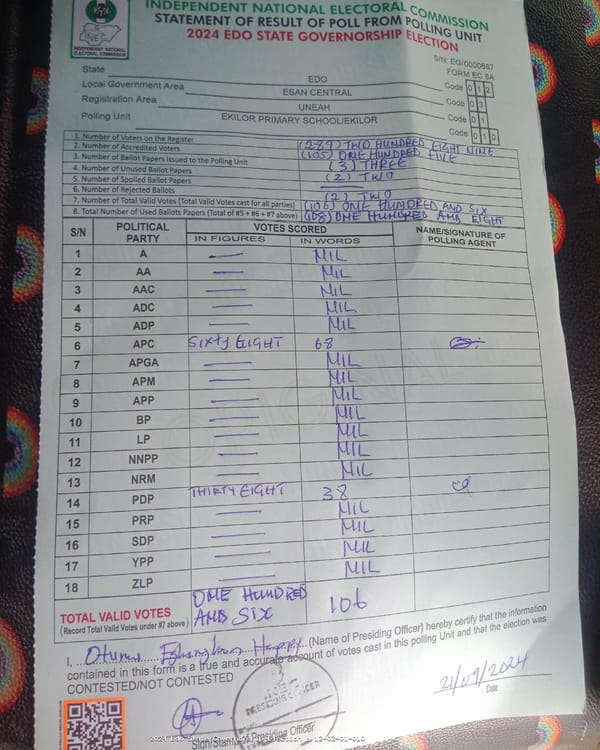 INDEPENDENT NATIONAL ELECTORAL COMMISSION
STATEMENT OF RESULT OF POLL FROM POLLING UNIT
2024 EDO STATE GOVERNORSHIP ELECTION
INEC
INDEPENDENT NATIONAL
ELECTORAL COMMISSION
S/N: EG/0000687
FORM EC 8A
State EDO Code 0 1 2
Local Government Area ESAN CENTRAL Code 0 3
Registration Area UNEAH Code 0 1
Polling Unit EKILOR PRIMARY SCHOOL/EKILOR Code 0 1 0
1. Number of Voters on the Register (289) TWO HUNDRED EIGHT NINE
2. Number of Accredited Voters (105) ONE HUNDRED FIVE
3. Number of Ballot Papers Issued to the Polling Unit (3) THREE
4. Number of Unused Ballots (2) TWO
5. Number of Spoiled Ballots —
6. Number of Rejected Ballots (2) TWO
7. Number of Total Valid Votes (Total Valid Votes cast for all parties) (106) ONE HUNDRED AND SIX
8. Total Number of Used Ballots Papers (Total of #5 + #6 + #7 above) (108) ONE HUNDRED AND EIGHT
S/N POLITICAL PARTY VOTES SCORED NAME/SIGNATURE OF POLLING AGENT
IN FIGURES IN WORDS
1 A — NIL
2 AA — NIL
3 AAC — NIL
4 ADC — NIL
5 ADP — NIL
6 APC SIXTY EIGHT 68
7 APGA — NIL
8 APM — NIL
9 APP — NIL
10 BP — NIL
11 LP — NIL
12 NNPP — NIL
13 NRM — NIL
14 PDP THIRTY EIGHT 38
15 PRP — NIL
16 SDP — NIL
17 YPP — NIL
18 ZLP — NIL
TOTAL VALID VOTES ONE HUNDRED
(Record Total Valid Votes under #7 above) AND SIX 106
I, ... Happy (Name of Presiding Officer) hereby certify that the information
contained in this form is a true and accurate account of votes cast in this polling Unit and that the election was
CONTESTED/NOT CONTESTED
PRESIDING OFFICER
Sign/Stamp of Presiding Officer
21/09/2024
Date